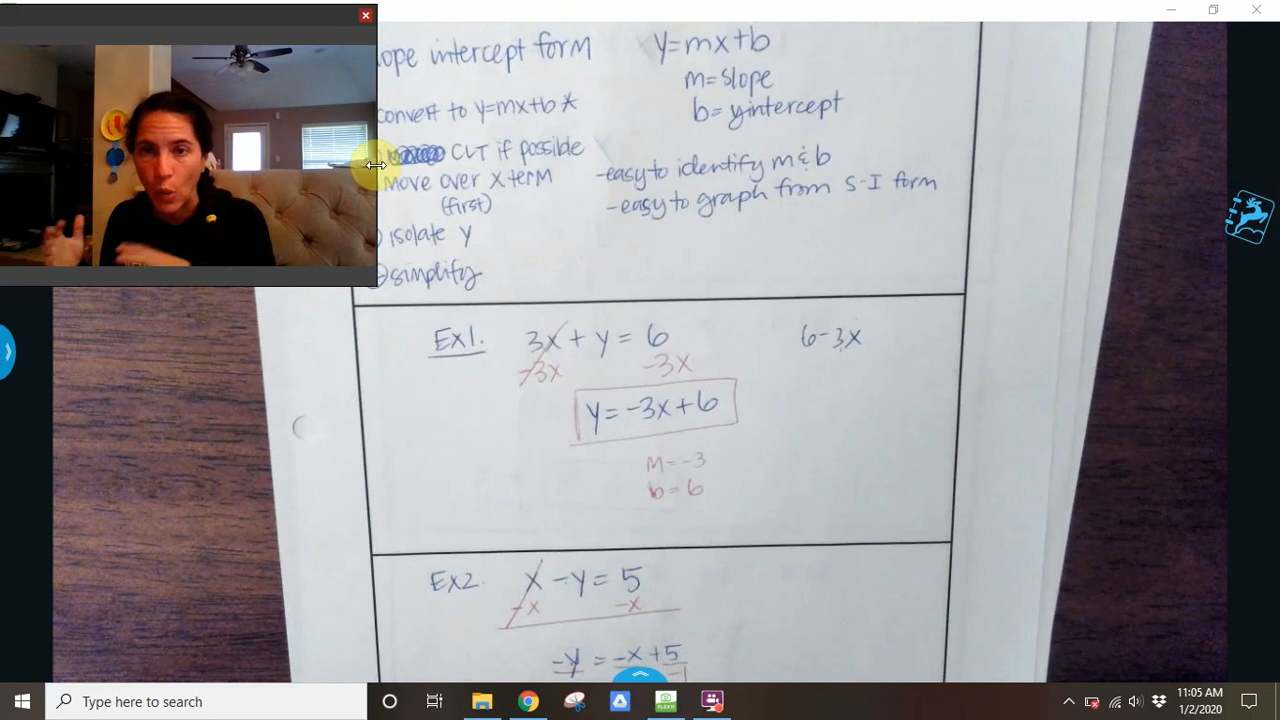 ope intercept form
y=mx+b
m=slope
b=yintercept
convert to y=mx+b*
CLT if possible
move over x term
(first)
isolate y
simplify
-easy to identify m & b
-easy to graph from S-I form
Ex1. 3x+y=6
-3x -3x
6-3x
y=-3x+6
m=-3
b=6
Ex2. x-y=5
-x -x
-y=-x+5
-1
Type here to search
11:05 AM
1/2/2020